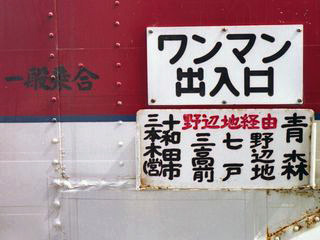 一般乗合
ワンマン
出入口
野辺地経由
青森
野辺地
七戸
三高前
十和田市
三本木営